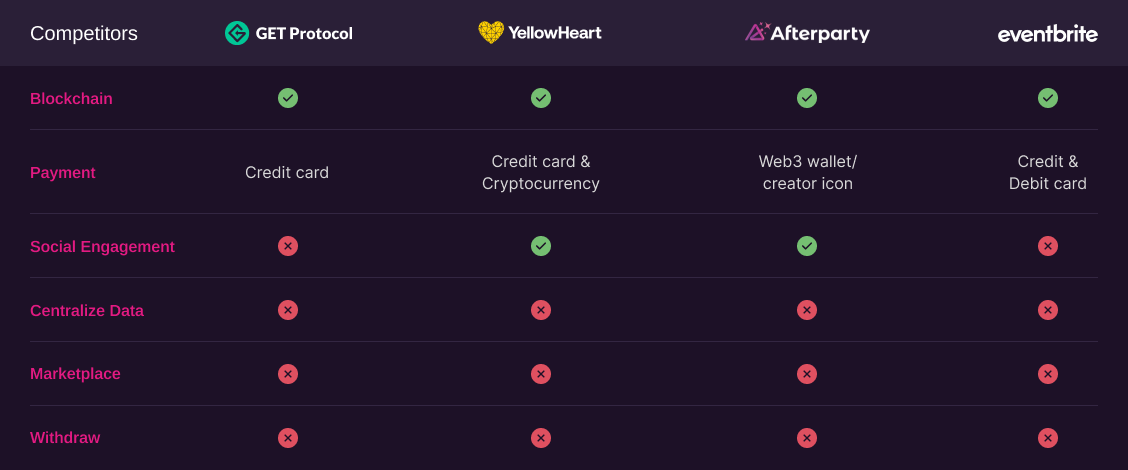 Competitors GET Protocol YellowHeart Afterparty eventbrite
Blockchain
Payment Credit card Credit card & Cryptocurrency Web3 wallet/ creator icon Credit & Debit card
Social Engagement
Centralize Data
Marketplace
Withdraw